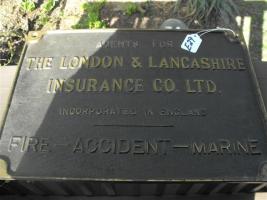 AGENTS FOR
THE LONDON & LANCASHIRE
INSURANCE CO. LTD.
INCORPORATED IN ENGLAND
FIRE-ACCIDENT-MARINE